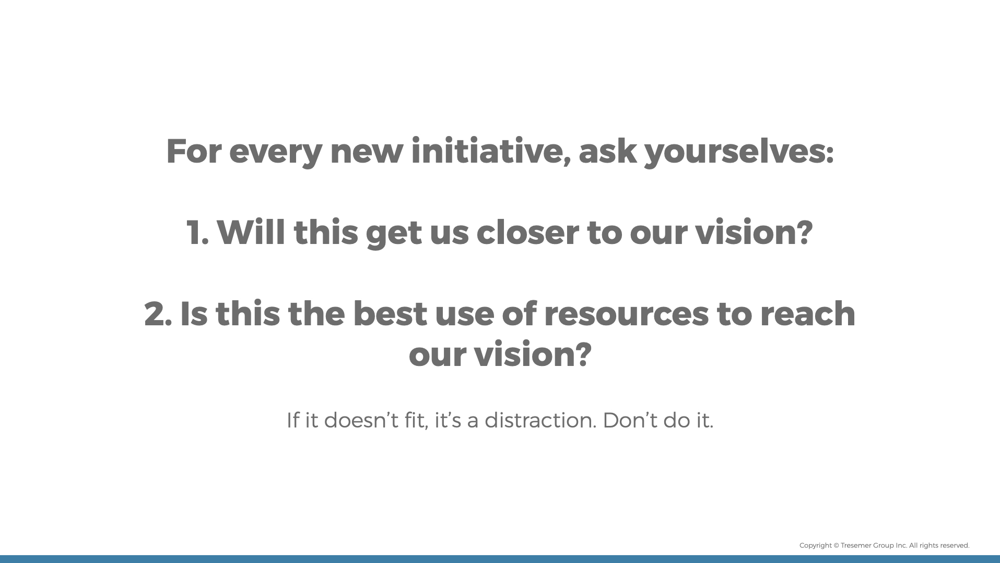 For every new initiative, ask yourselves:
1. Will this get us closer to our vision?
2. Is this the best use of resources to reach
our vision?
If it doesn’t fit, it’s a distraction. Don’t do it.
Copyright © Tresemer Group Inc. All rights reserved.